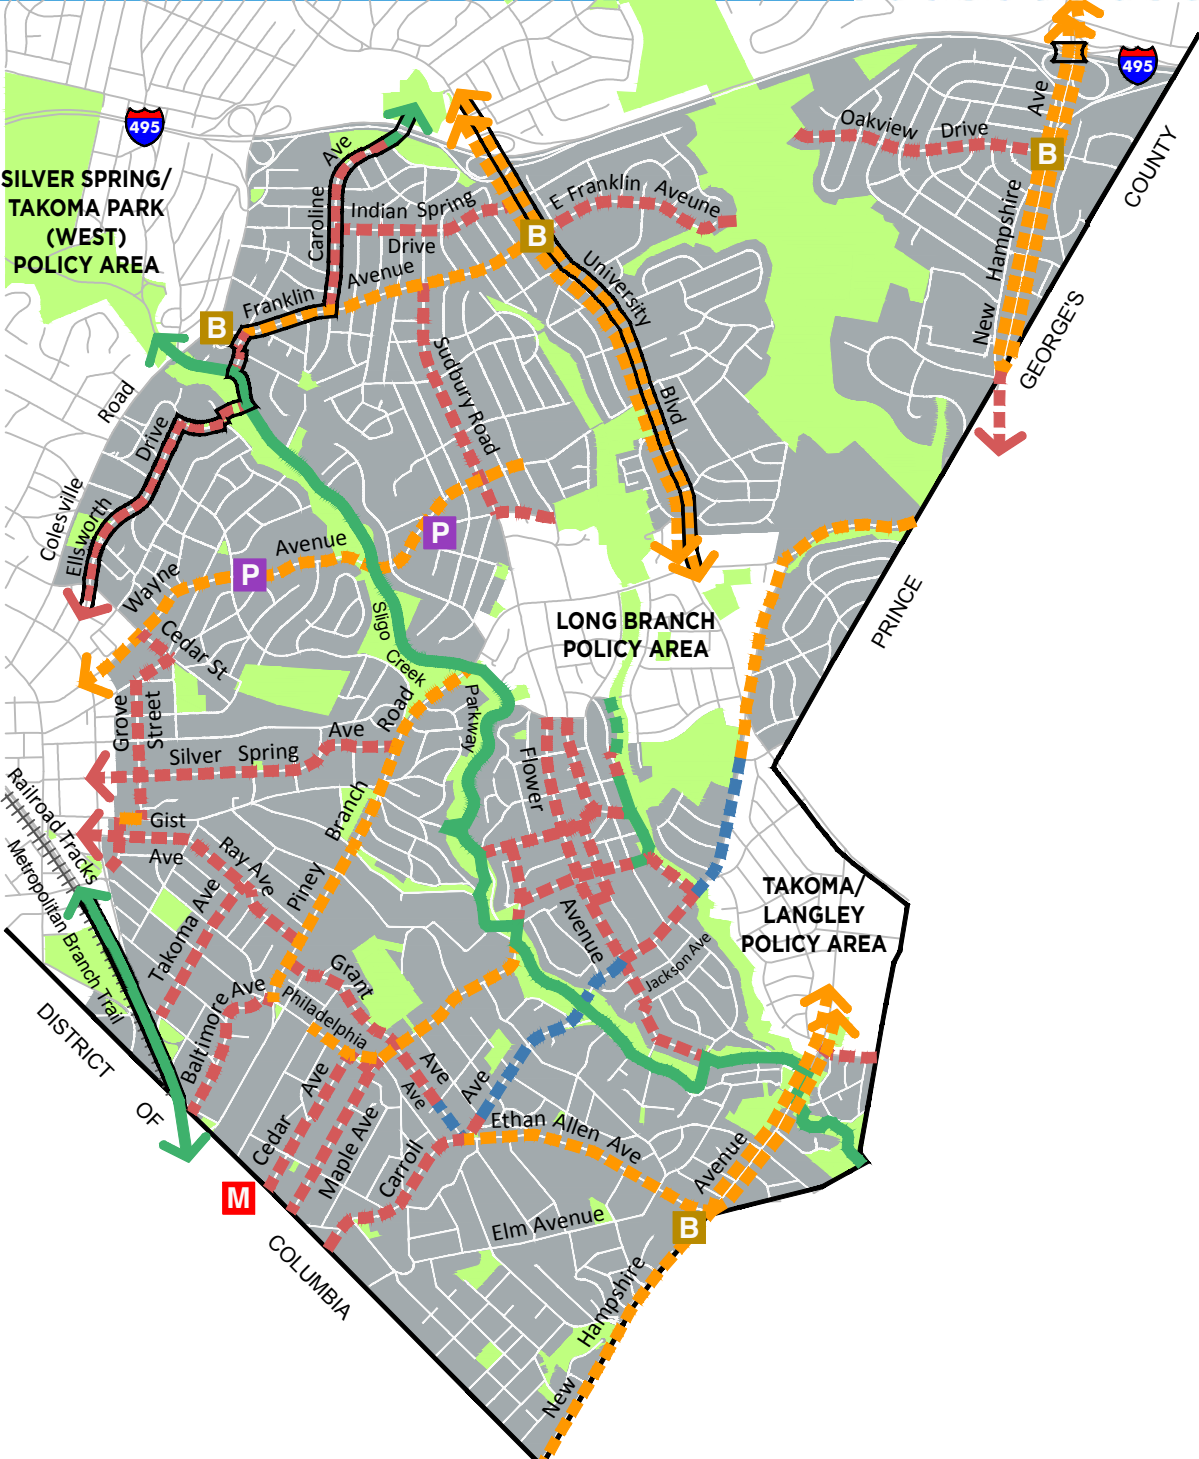 495
495
SILVER SPRING/
TAKOMA PARK
(WEST)
POLICY AREA
Oakview Drive
Ave
B
COUNTY
Caroline Ave
Indian Spring
Drive
E Franklin Aveune
B
University
Blvd
New Hampshire
Franklin Avenue
B
GEORGE'S
Road
Sudbury Road
Drive
Colesville
Ellsworth
P
Avenue
P
Wayne
PRINCE
LONG BRANCH
POLICY AREA
Sligo
Creek
Parkway
Cedar St
Grove
Street
Road
Silver Spring Ave
Flower
Railroad Tracks
Branch
Gist
Ave
Ray Ave
Metropolitan Branch Trail
Piney
TAKOMA/
LANGLEY
POLICY AREA
Takoma Ave
Avenue
Jackson Ave
Grant
Baltimore Ave
Philadelphia
DISTRICT
Ave
Ave
Ave
Ave
OF
Ethan Allen Ave
Cedar
Maple Ave
Carroll
Avenue
M
Elm Avenue
B
COLUMBIA
Hampshire
New